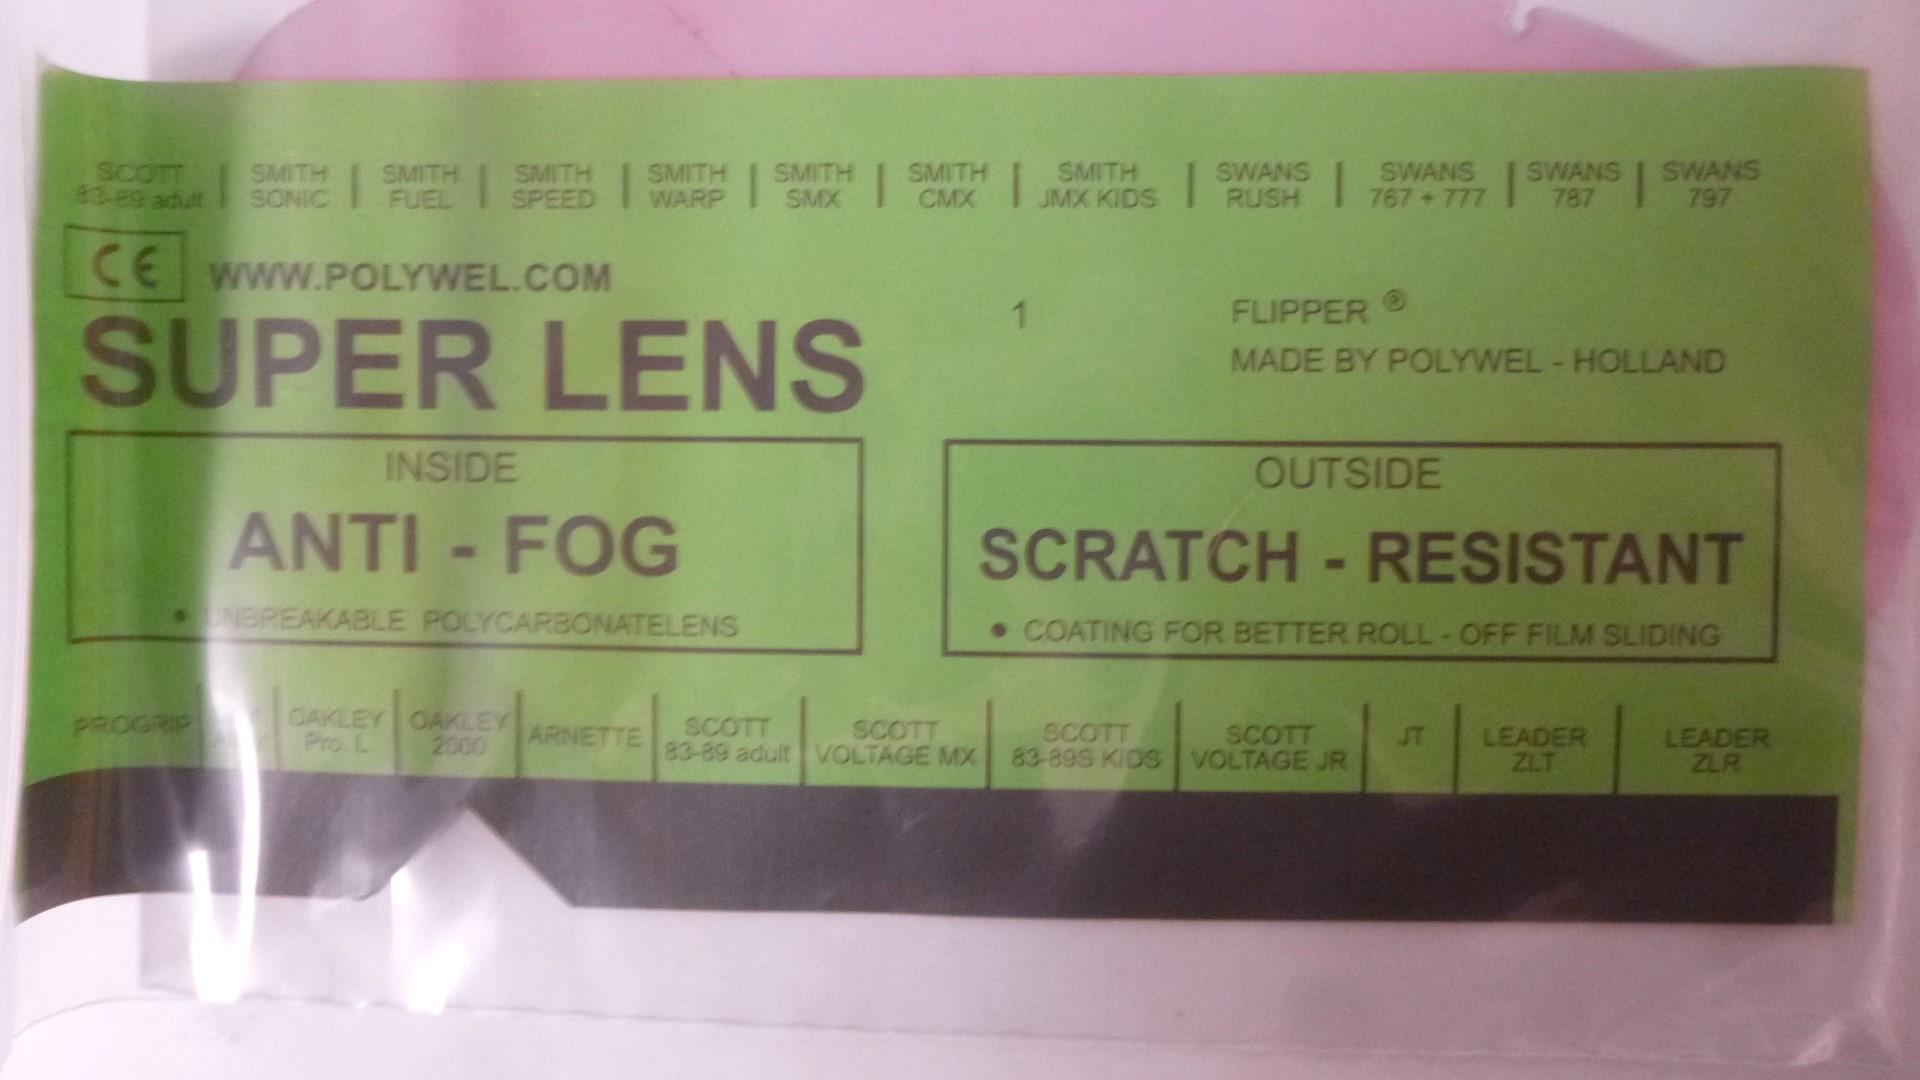 SCOTT | SMITH | SMITH | SMITH | SMITH | SMITH | SMITH | SMITH | SWANS | SWANS | SWANS | SWANS
83-89 adult | SONIC | FUEL | SPEED | WARP | SMX | CMX | JMX KIDS | RUSH | 767 + 777 | 787 | 797
CE WWW.POLYWEL.COM
SUPER LENS
1
FLIPPER ®
MADE BY POLYWEL - HOLLAND
INSIDE
ANTI - FOG
• UNBREAKABLE POLYCARBONATELENS
OUTSIDE
SCRATCH - RESISTANT
• COATING FOR BETTER ROLL - OFF FILM SLIDING
PROGRIP | OAKLEY | OAKLEY | ARNETTE | SCOTT | SCOTT | SCOTT | SCOTT | JT | LEADER | LEADER
Pro. L | 2000 | 83-89 adult | VOLTAGE MX | 83-89S KIDS | VOLTAGE JR | ZLT | ZLR